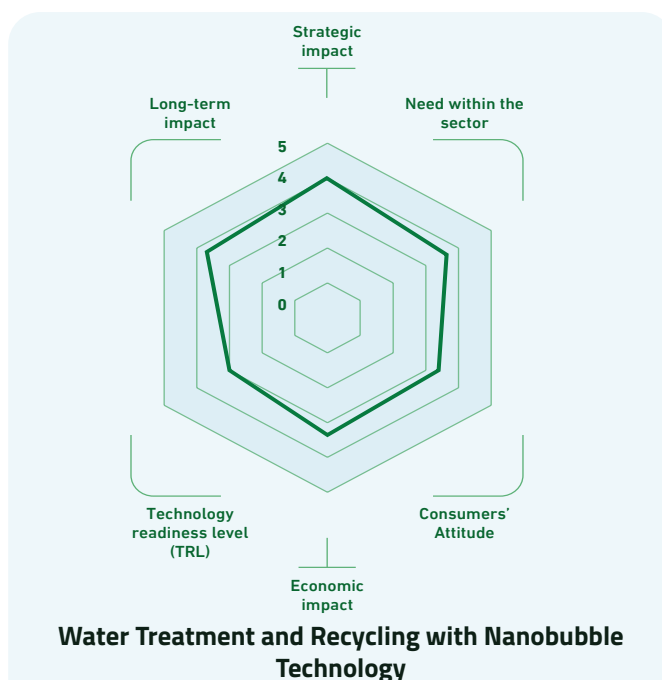 Strategic
impact
Long-term
impact
Need within the
sector
5
4
3
2
1
0
Technology
readiness level
(TRL)
Consumers’
Attitude
Economic
impact
Water Treatment and Recycling with Nanobubble
Technology